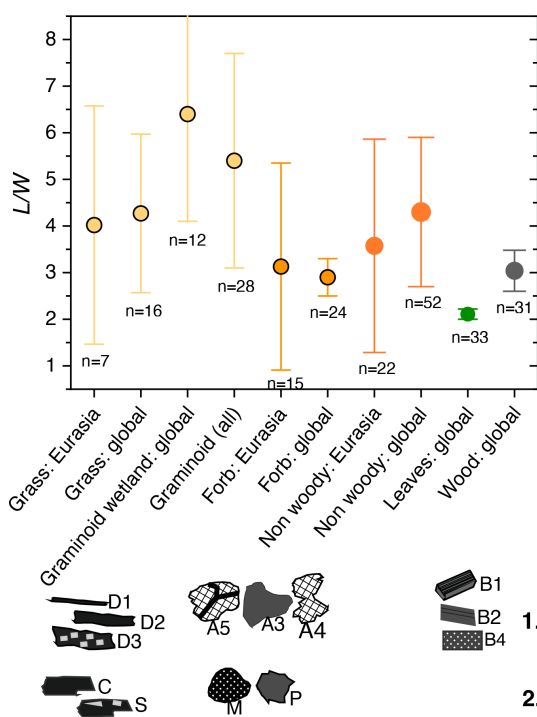 L/W
8
7
6
5
4
3
2
1
n=7
n=16
n=12
n=28
n=15
n=24
n=22
n=52
n=33
n=31
Grass: Eurasia
Grass: global
Graminoid wetland: global
Graminoid (all)
Forb: Eurasia
Forb: global
Non woody: Eurasia
Non woody: global
Leaves: global
Wood: global
D1
D2
D3
A5
A3
A4
B1
B2
B4
1.
C
S
M
P
2.